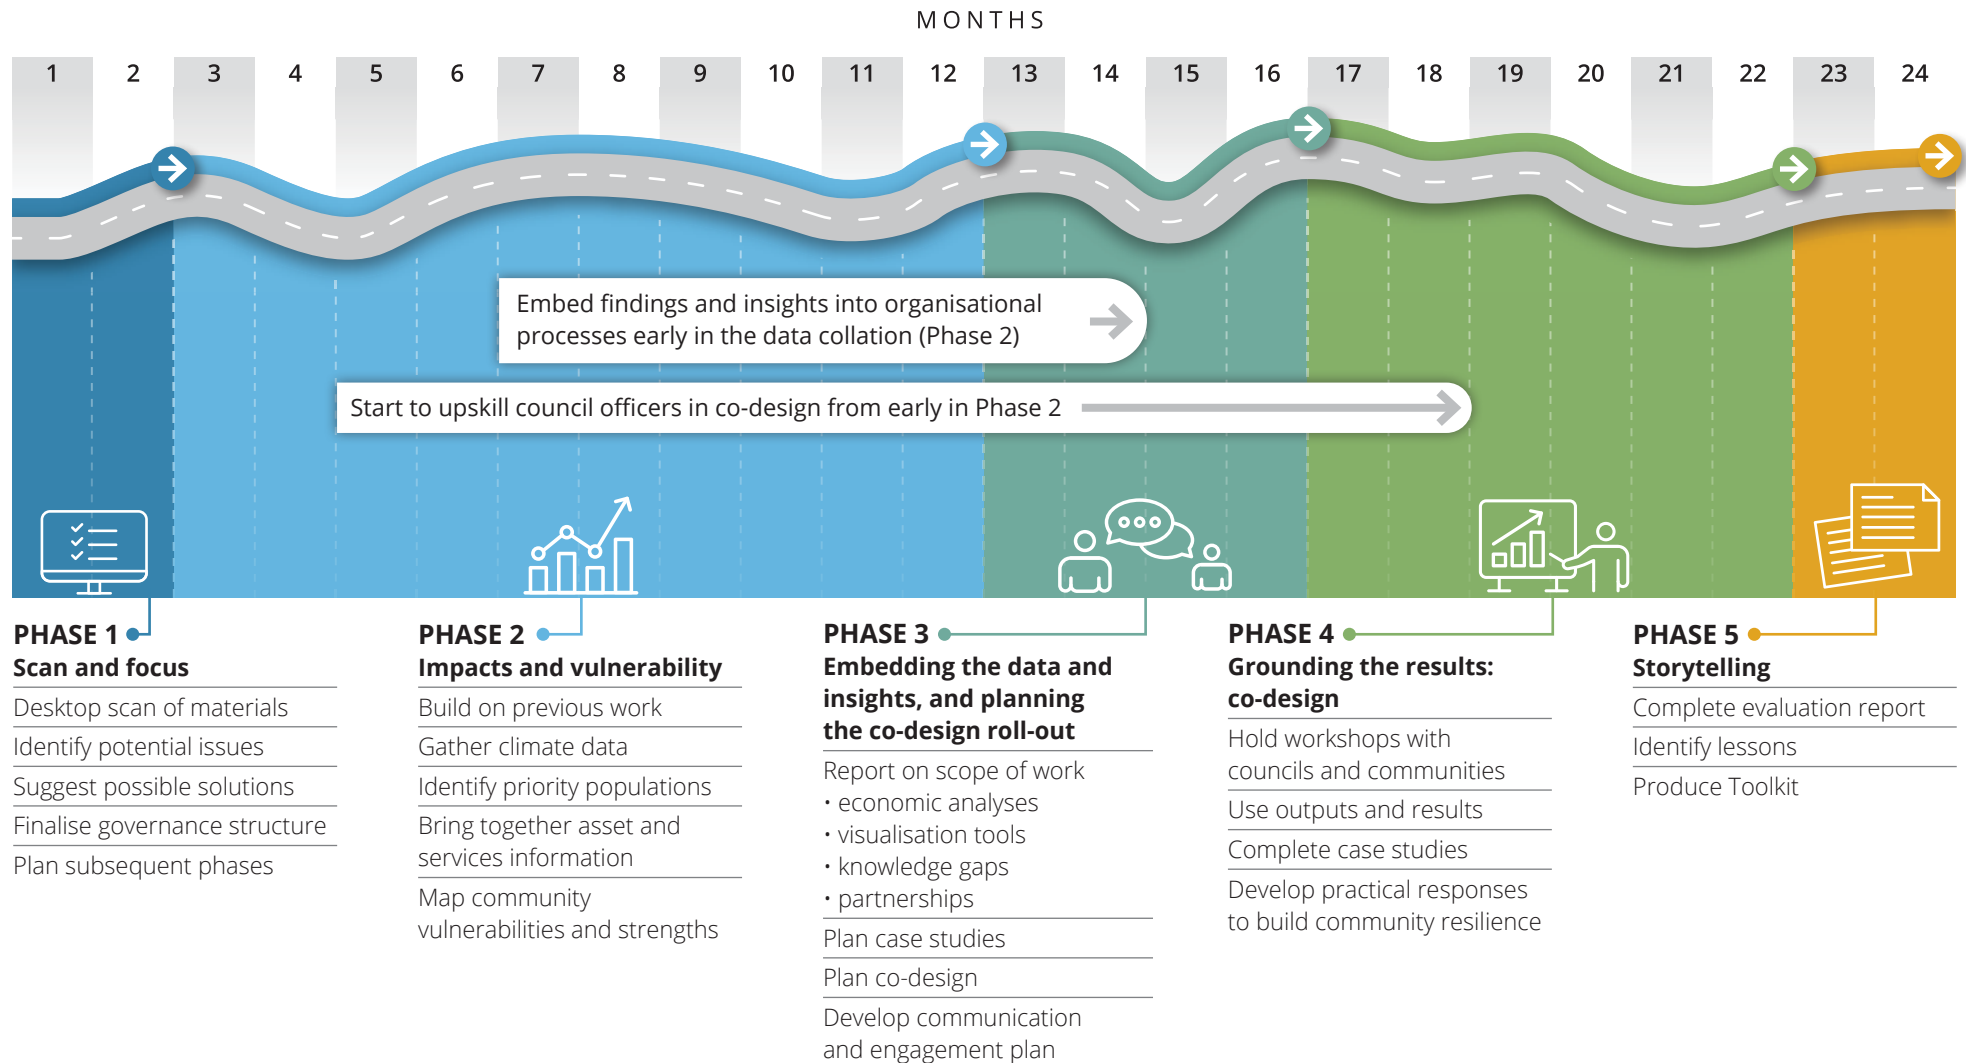 MONTHS
1 2 3 4 5 6 7 8 9 10 11 12 13 14 15 16 17 18 19 20 21 22 23 24
Embed findings and insights into organisational
processes early in the data collation (Phase 2)
Start to upskill council officers in co-design from early in Phase 2
PHASE 1
Scan and focus
Desktop scan of materials
Identify potential issues
Suggest possible solutions
Finalise governance structure
Plan subsequent phases
PHASE 2
Impacts and vulnerability
Build on previous work
Gather climate data
Identify priority populations
Bring together asset and
services information
Map community
vulnerabilities and strengths
PHASE 3
Embedding the data and
insights, and planning
the co-design roll-out
Report on scope of work
• economic analyses
• visualisation tools
• knowledge gaps
• partnerships
Plan case studies
Plan co-design
Develop communication
and engagement plan
PHASE 4
Grounding the results:
co-design
Hold workshops with
councils and communities
Use outputs and results
Complete case studies
Develop practical responses
to build community resilience
PHASE 5
Storytelling
Complete evaluation report
Identify lessons
Produce Toolkit